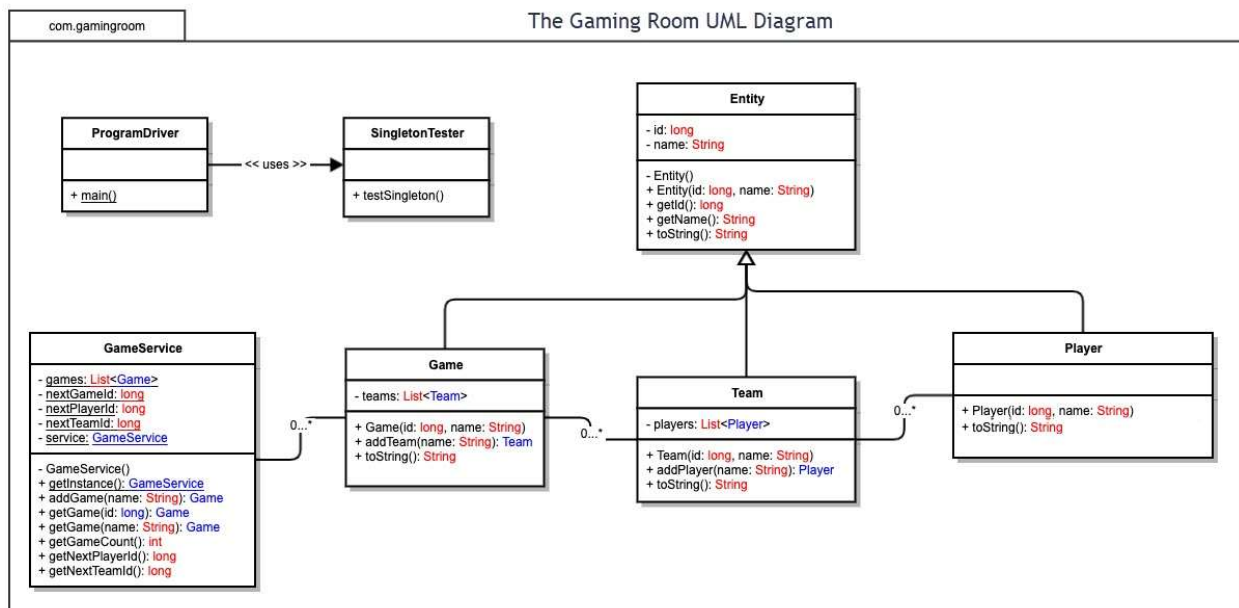 com.gamingroom
The Gaming Room UML Diagram
ProgramDriver
+ main()
<< uses >>
SingletonTester
+ testSingleton()
Entity
- id: long
- name: String
- Entity()
+ Entity(id: long, name: String)
+ getId(): long
+ getName(): String
+ toString(): String
GameService
- games: List<Game>
- nextGameId: long
- nextPlayerId: long
- nextTeamId: long
- service: GameService
- GameService()
+ getInstance(): GameService
+ addGame(name: String): Game
+ getGame(id: long): Game
+ getGame(name: String): Game
+ getGameCount(): int
+ getNextPlayerId(): long
+ getNextTeamId(): long
0...*
Game
- teams: List<Team>
+ Game(id: long, name: String)
+ addTeam(name: String): Team
+ toString(): String
0...*
Team
- players: List<Player>
+ Team(id: long, name: String)
+ addPlayer(name: String): Player
+ toString(): String
0...*
Player
+ Player(id: long, name: String)
+ toString(): String